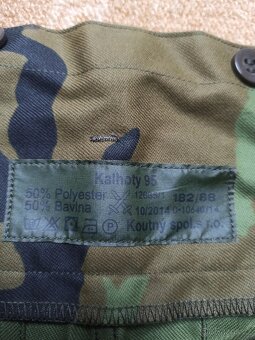 Kalhoty 95
50% Polyester 182/88
50% Bavlna 10/2014
Koutný spol.s r.o.